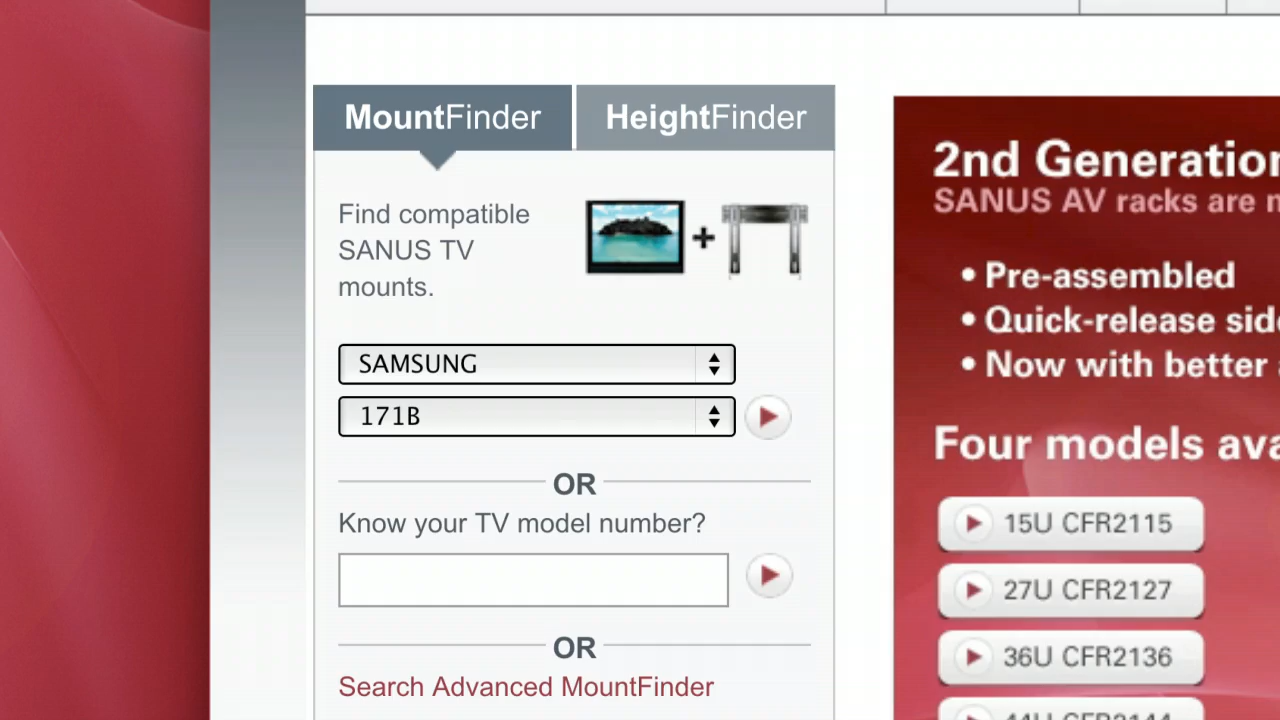 MountFinder
HeightFinder
Find compatible
SANUS TV
mounts.
SAMSUNG
171B
OR
Know your TV model number?
OR
Search Advanced MountFinder
2nd Generation
SANUS AV racks are
• Pre-assembled
• Quick-release
• Now with better
Four models
15U CFR2115
27U CFR2127
36U CFR2136
44U CFR2144